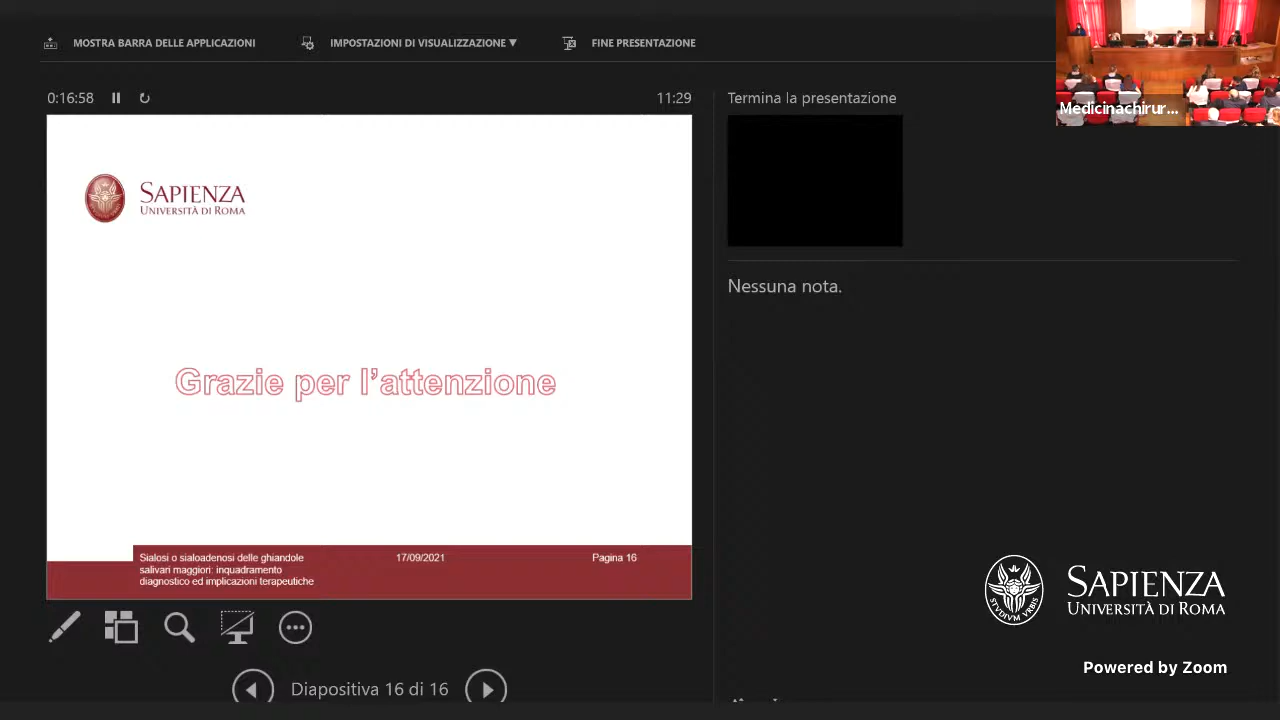 MOSTRA BARRA DELLE APPLICAZIONI
IMPOSTAZIONI DI VISUALIZZAZIONE ▼
FINE PRESENTAZIONE
Medicinachirur...
0:16:58
11:29
Termina la presentazione
SAPIENZA
UNIVERSITÀ DI ROMA
Nessuna nota.
Grazie per l'attenzione
Sialosi o sialoadenosi delle ghiandole
salivari maggiori: inquadramento
diagnostico ed implicazioni terapeutiche
17/09/2021
Pagina 16
Diapositiva 16 di 16
STVDIVM VRBIS
SAPIENZA
UNIVERSITÀ DI ROMA
Powered by Zoom